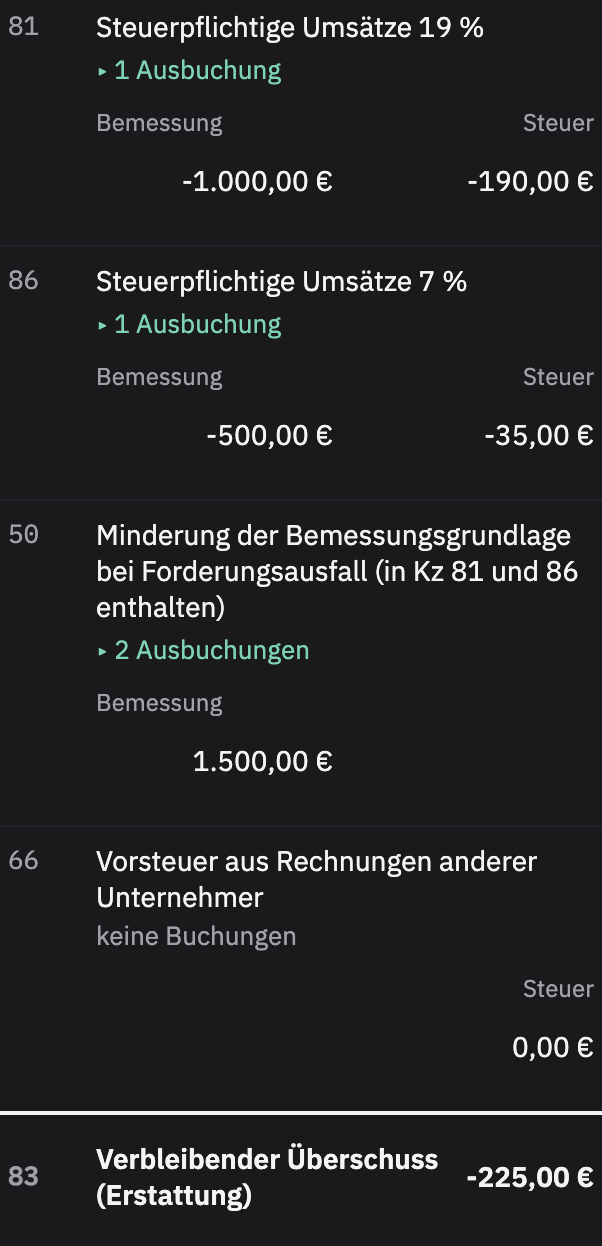 81 Steuerpflichtige Umsätze 19 %
▸ 1 Ausbuchung
Bemessung Steuer
-1.000,00 € -190,00 €
86 Steuerpflichtige Umsätze 7 %
▸ 1 Ausbuchung
Bemessung Steuer
-500,00 € -35,00 €
50 Minderung der Bemessungsgrundlage
bei Forderungsausfall (in Kz 81 und 86
enthalten)
▸ 2 Ausbuchungen
Bemessung
1.500,00 €
66 Vorsteuer aus Rechnungen anderer
Unternehmer
keine Buchungen
Steuer
0,00 €
83 Verbleibender Überschuss
(Erstattung) -225,00 €